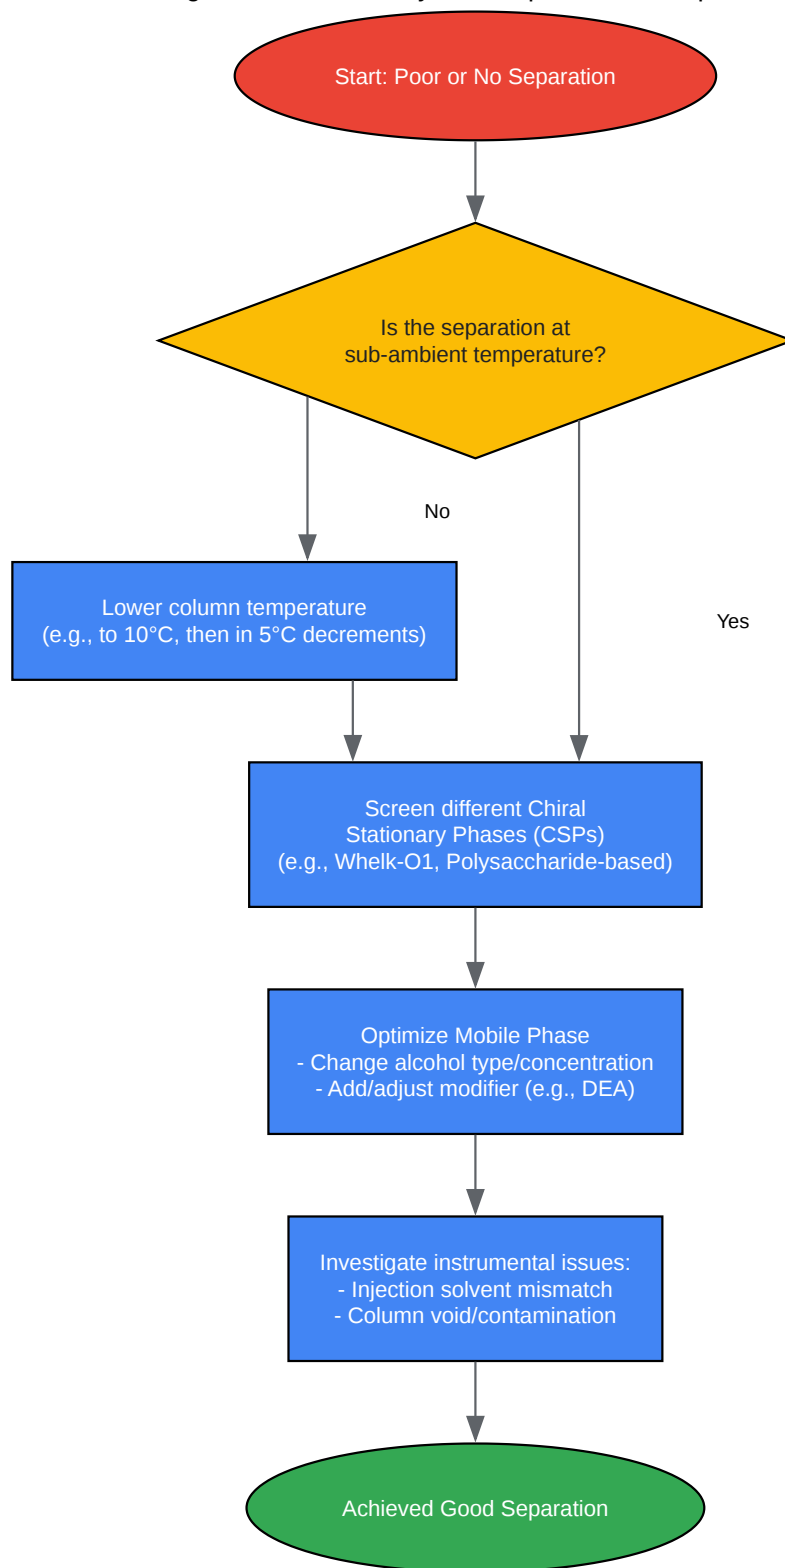 Start: Poor or No Separation
Is the separation at
sub-ambient temperature?
No
Lower column temperature
(e.g., to 10°C, then in 5°C decrements)
Yes
Screen different Chiral
Stationary Phases (CSPs)
(e.g., Whelk-O1, Polysaccharide-based)
Optimize Mobile Phase
- Change alcohol type/concentration
- Add/adjust modifier (e.g., DEA)
Investigate instrumental issues:
- Injection solvent mismatch
- Column void/contamination
Achieved Good Separation